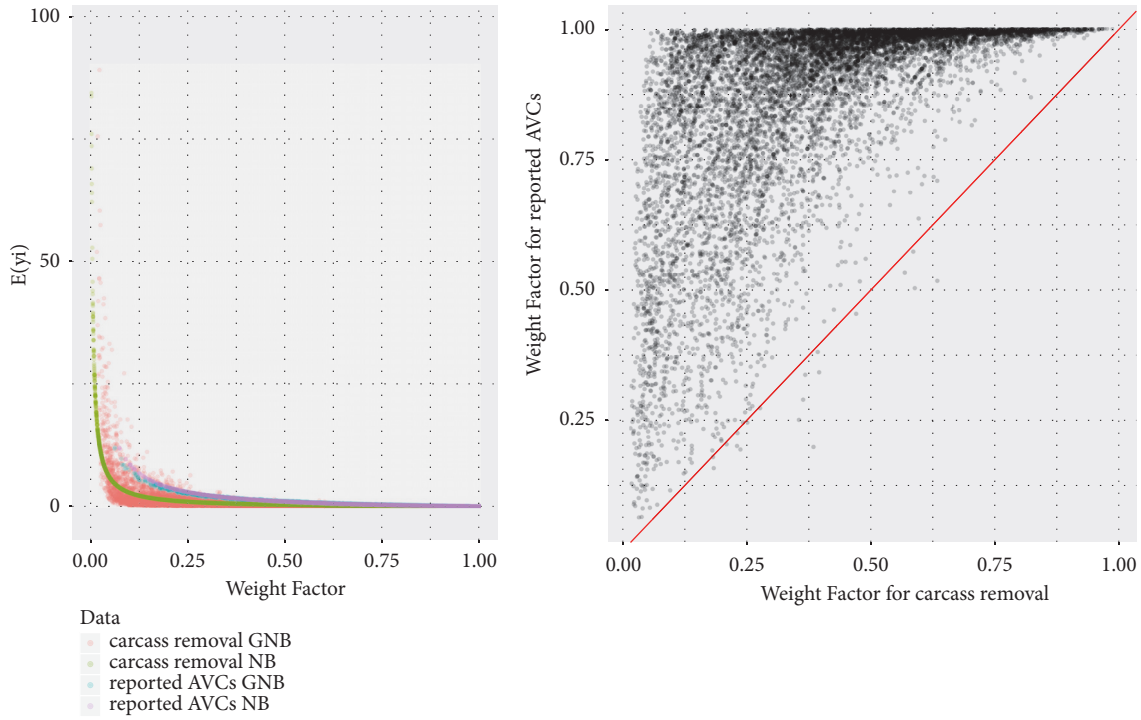 100
50
0
E(yi)
0.00 0.25 0.50 0.75 1.00
Weight Factor
Data
carcass removal GNB
carcass removal NB
reported AVCs GNB
reported AVCs NB
1.00
0.75
0.50
0.25
Weight Factor for reported AVCs
0.00 0.25 0.50 0.75 1.00
Weight Factor for carcass removal